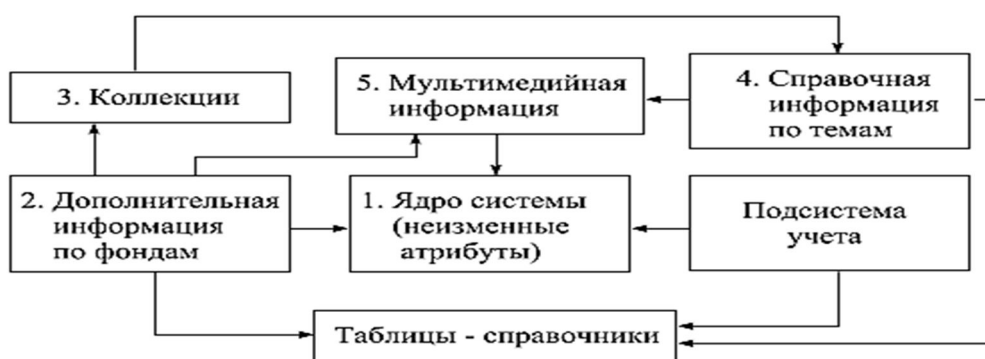 3. Коллекции
5. Мультимедийная
информация
4. Справочная
информация
по темам
2. Дополнительная
информация
по фондам
1. Ядро системы
(неизменные
атрибуты)
Подсистема
учета
Таблицы - справочники